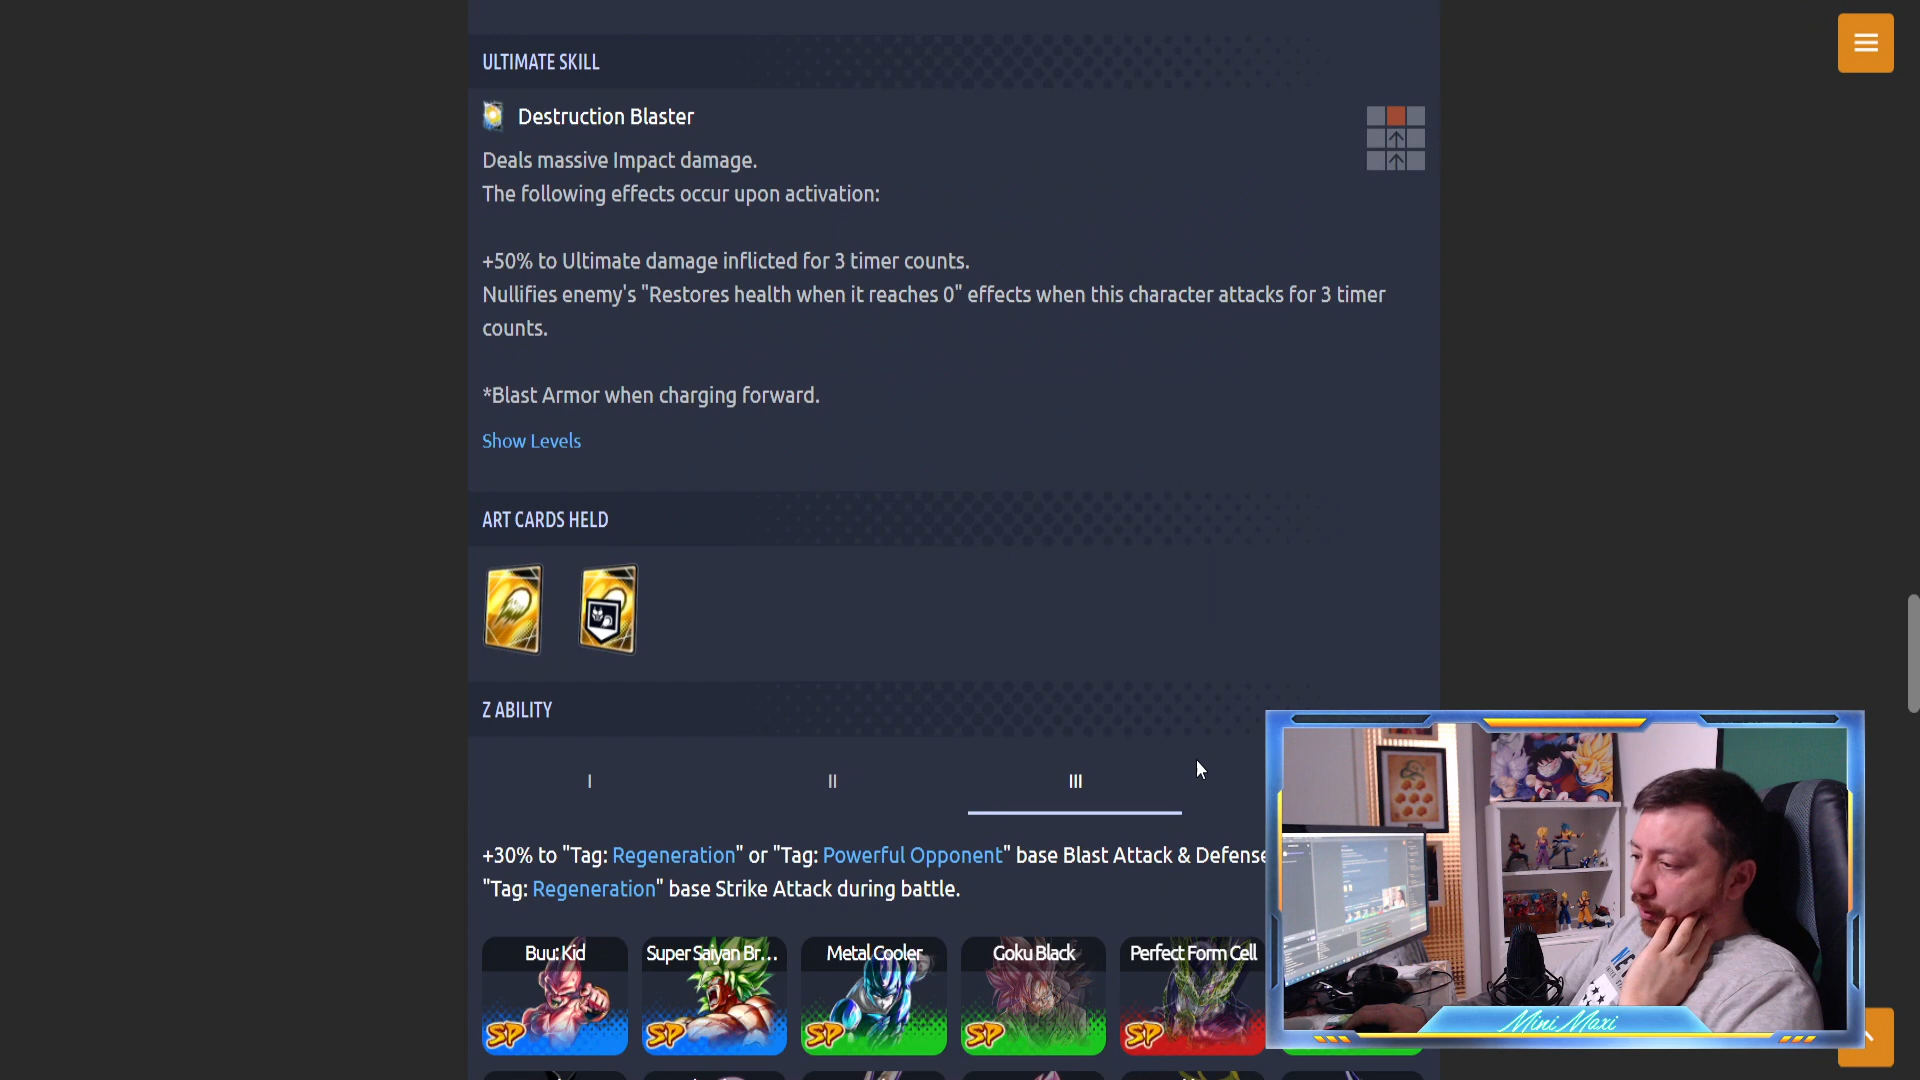 ULTIMATE SKILL
Destruction Blaster
Deals massive Impact damage.
The following effects occur upon activation:
+50% to Ultimate damage inflicted for 3 timer counts.
Nullifies enemy's "Restores health when it reaches 0" effects when this character attacks for 3 timer
counts.
*Blast Armor when charging forward.
Show Levels
ART CARDS HELD
Z ABILITY
I II III
+30% to "Tag: Regeneration" or "Tag: Powerful Opponent" base Blast Attack & Defense
"Tag: Regeneration" base Strike Attack during battle.
Buu: Kid Super Saiyan Br... Metal Cooler Goku Black Perfect Form Cell
SP SP SP SP SP
Mini Maxi